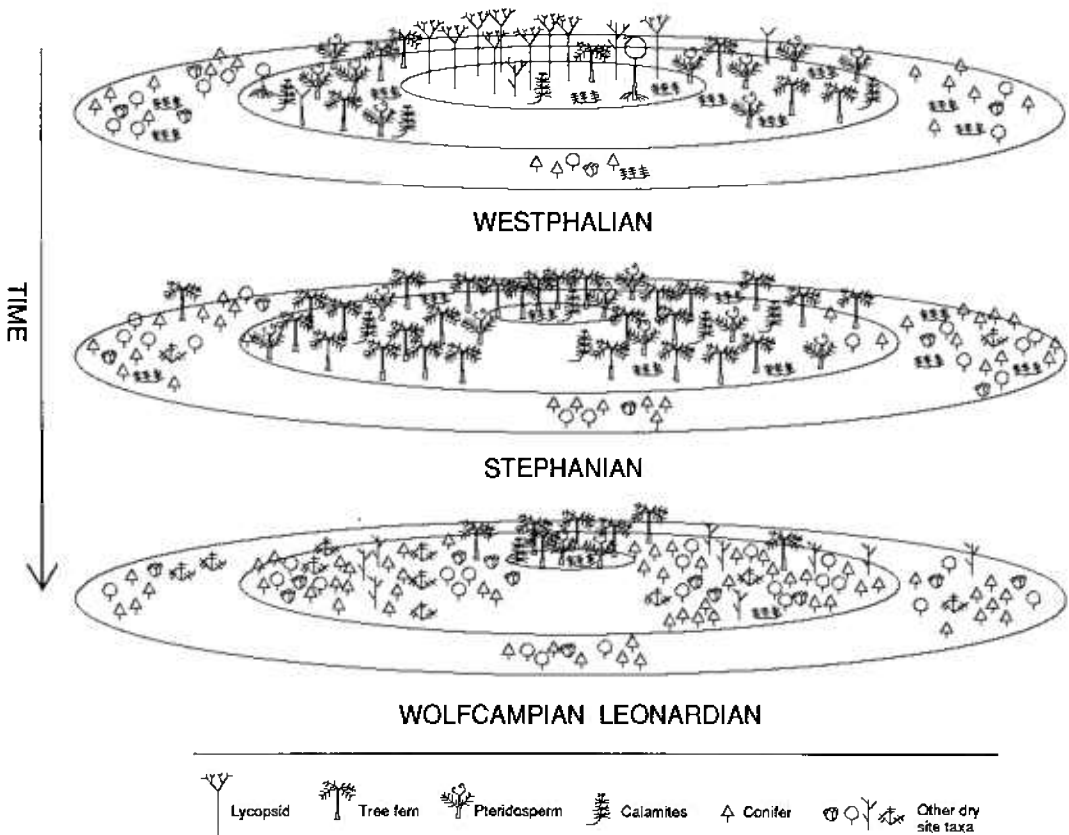 TIME
WESTPHALIAN
STEPHANIAN
WOLFCAMPIAN LEONARDIAN
Lycopsid
Tree fern
Pteridosperm
Calamites
Conifer
Other dry
site taxa